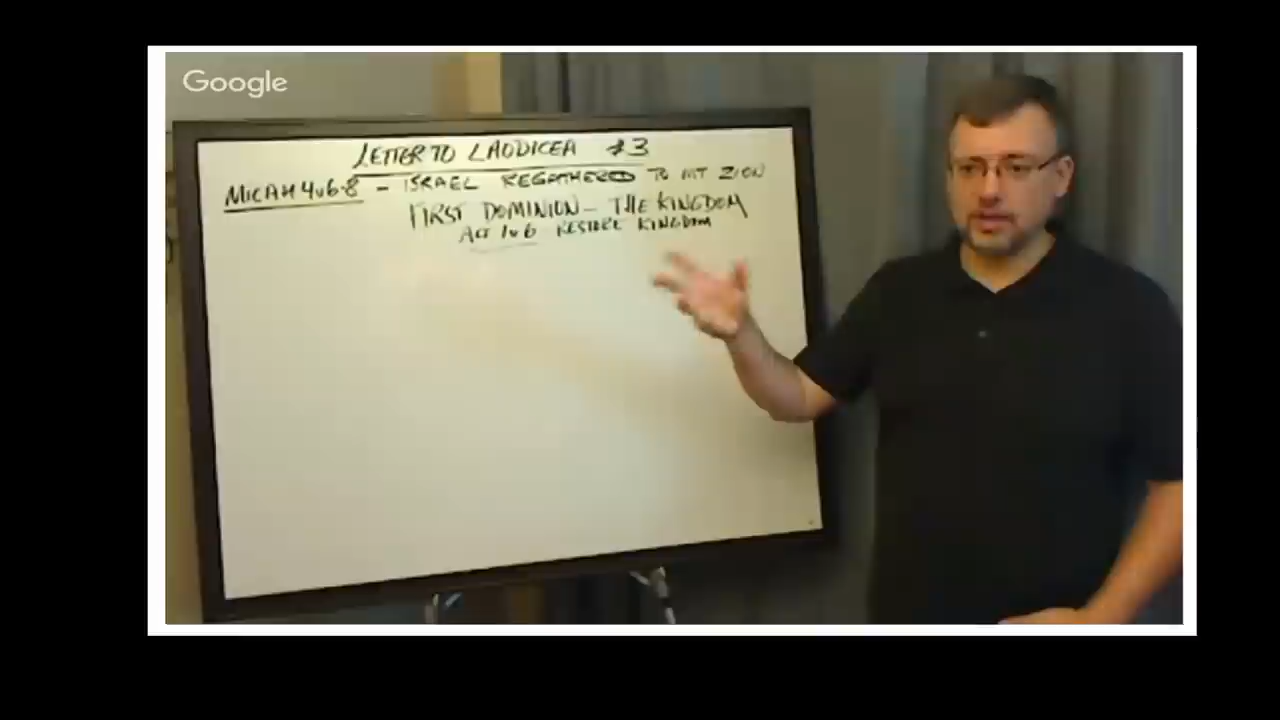 Google
LETTER TO LAODICEA #3
MICAH 4v6-8 - ISRAEL REGATHERED TO MT ZION
FIRST DOMINION - THE KINGDOM
ACT 1v6 RESTORE KINGDOM